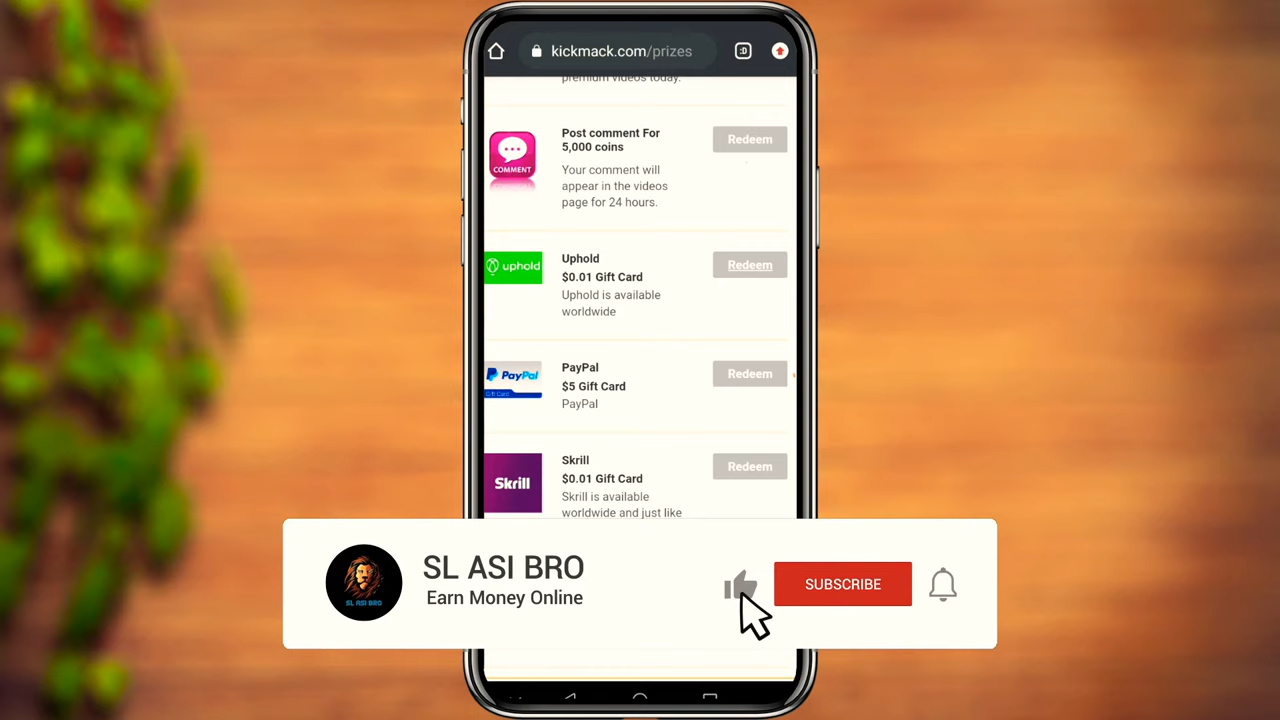 kickmack.com/prizes
:D
premium videos today.
Post comment For
5,000 coins
Redeem
COMMENT
Your comment will
appear in the videos
page for 24 hours.
uphold
Uphold
$0.01 Gift Card
Redeem
Uphold is available
worldwide
PayPal
Gift Card
PayPal
$5 Gift Card
Redeem
PayPal
Skrill
Skrill
$0.01 Gift Card
Redeem
Skrill is available
worldwide and just like
SL ASI BRO
SL ASI BRO
Earn Money Online
SUBSCRIBE